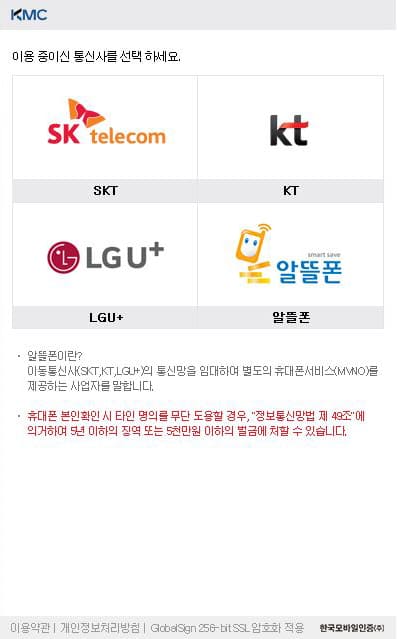 KMC
이용 중이신 통신사를 선택 하세요.
SK telecom
kt
SKT
KT
LG U+
smart save
알뜰폰
LGU+
알뜰폰
· 알뜰폰이란?
이동통신사(SKT,KT,LGU+)의 통신망을 임대하여 별도의 휴대폰서비스(MVNO)를
제공하는 사업자를 말합니다.
· 휴대폰 본인확인 시 타인 명의를 무단 도용할 경우, "정보통신망법 제 49조"에
의거하여 5년 이하의 징역 또는 5천만원 이하의 벌금에 처할 수 있습니다.
이용약관 | 개인정보처리방침 | GlobalSign 256-bit SSL 암호화 적용 한국모바일인증(주)